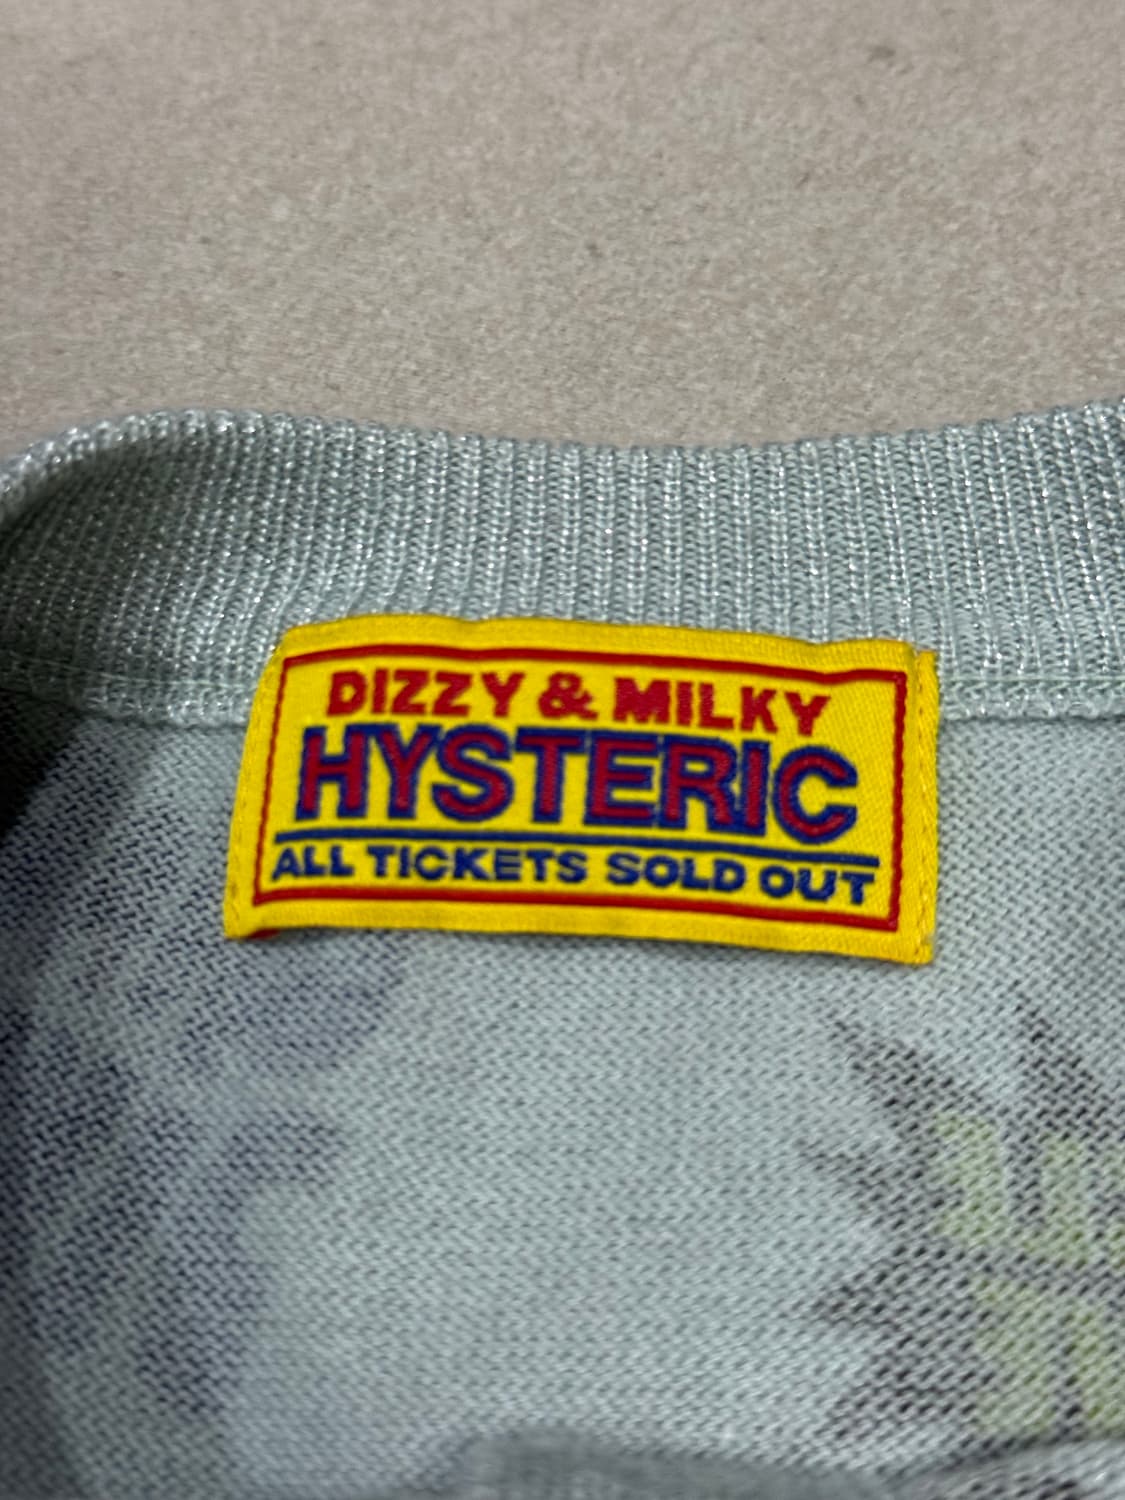 DIZZY & MILKY
HYSTERIC
ALL TICKETS SOLD OUT